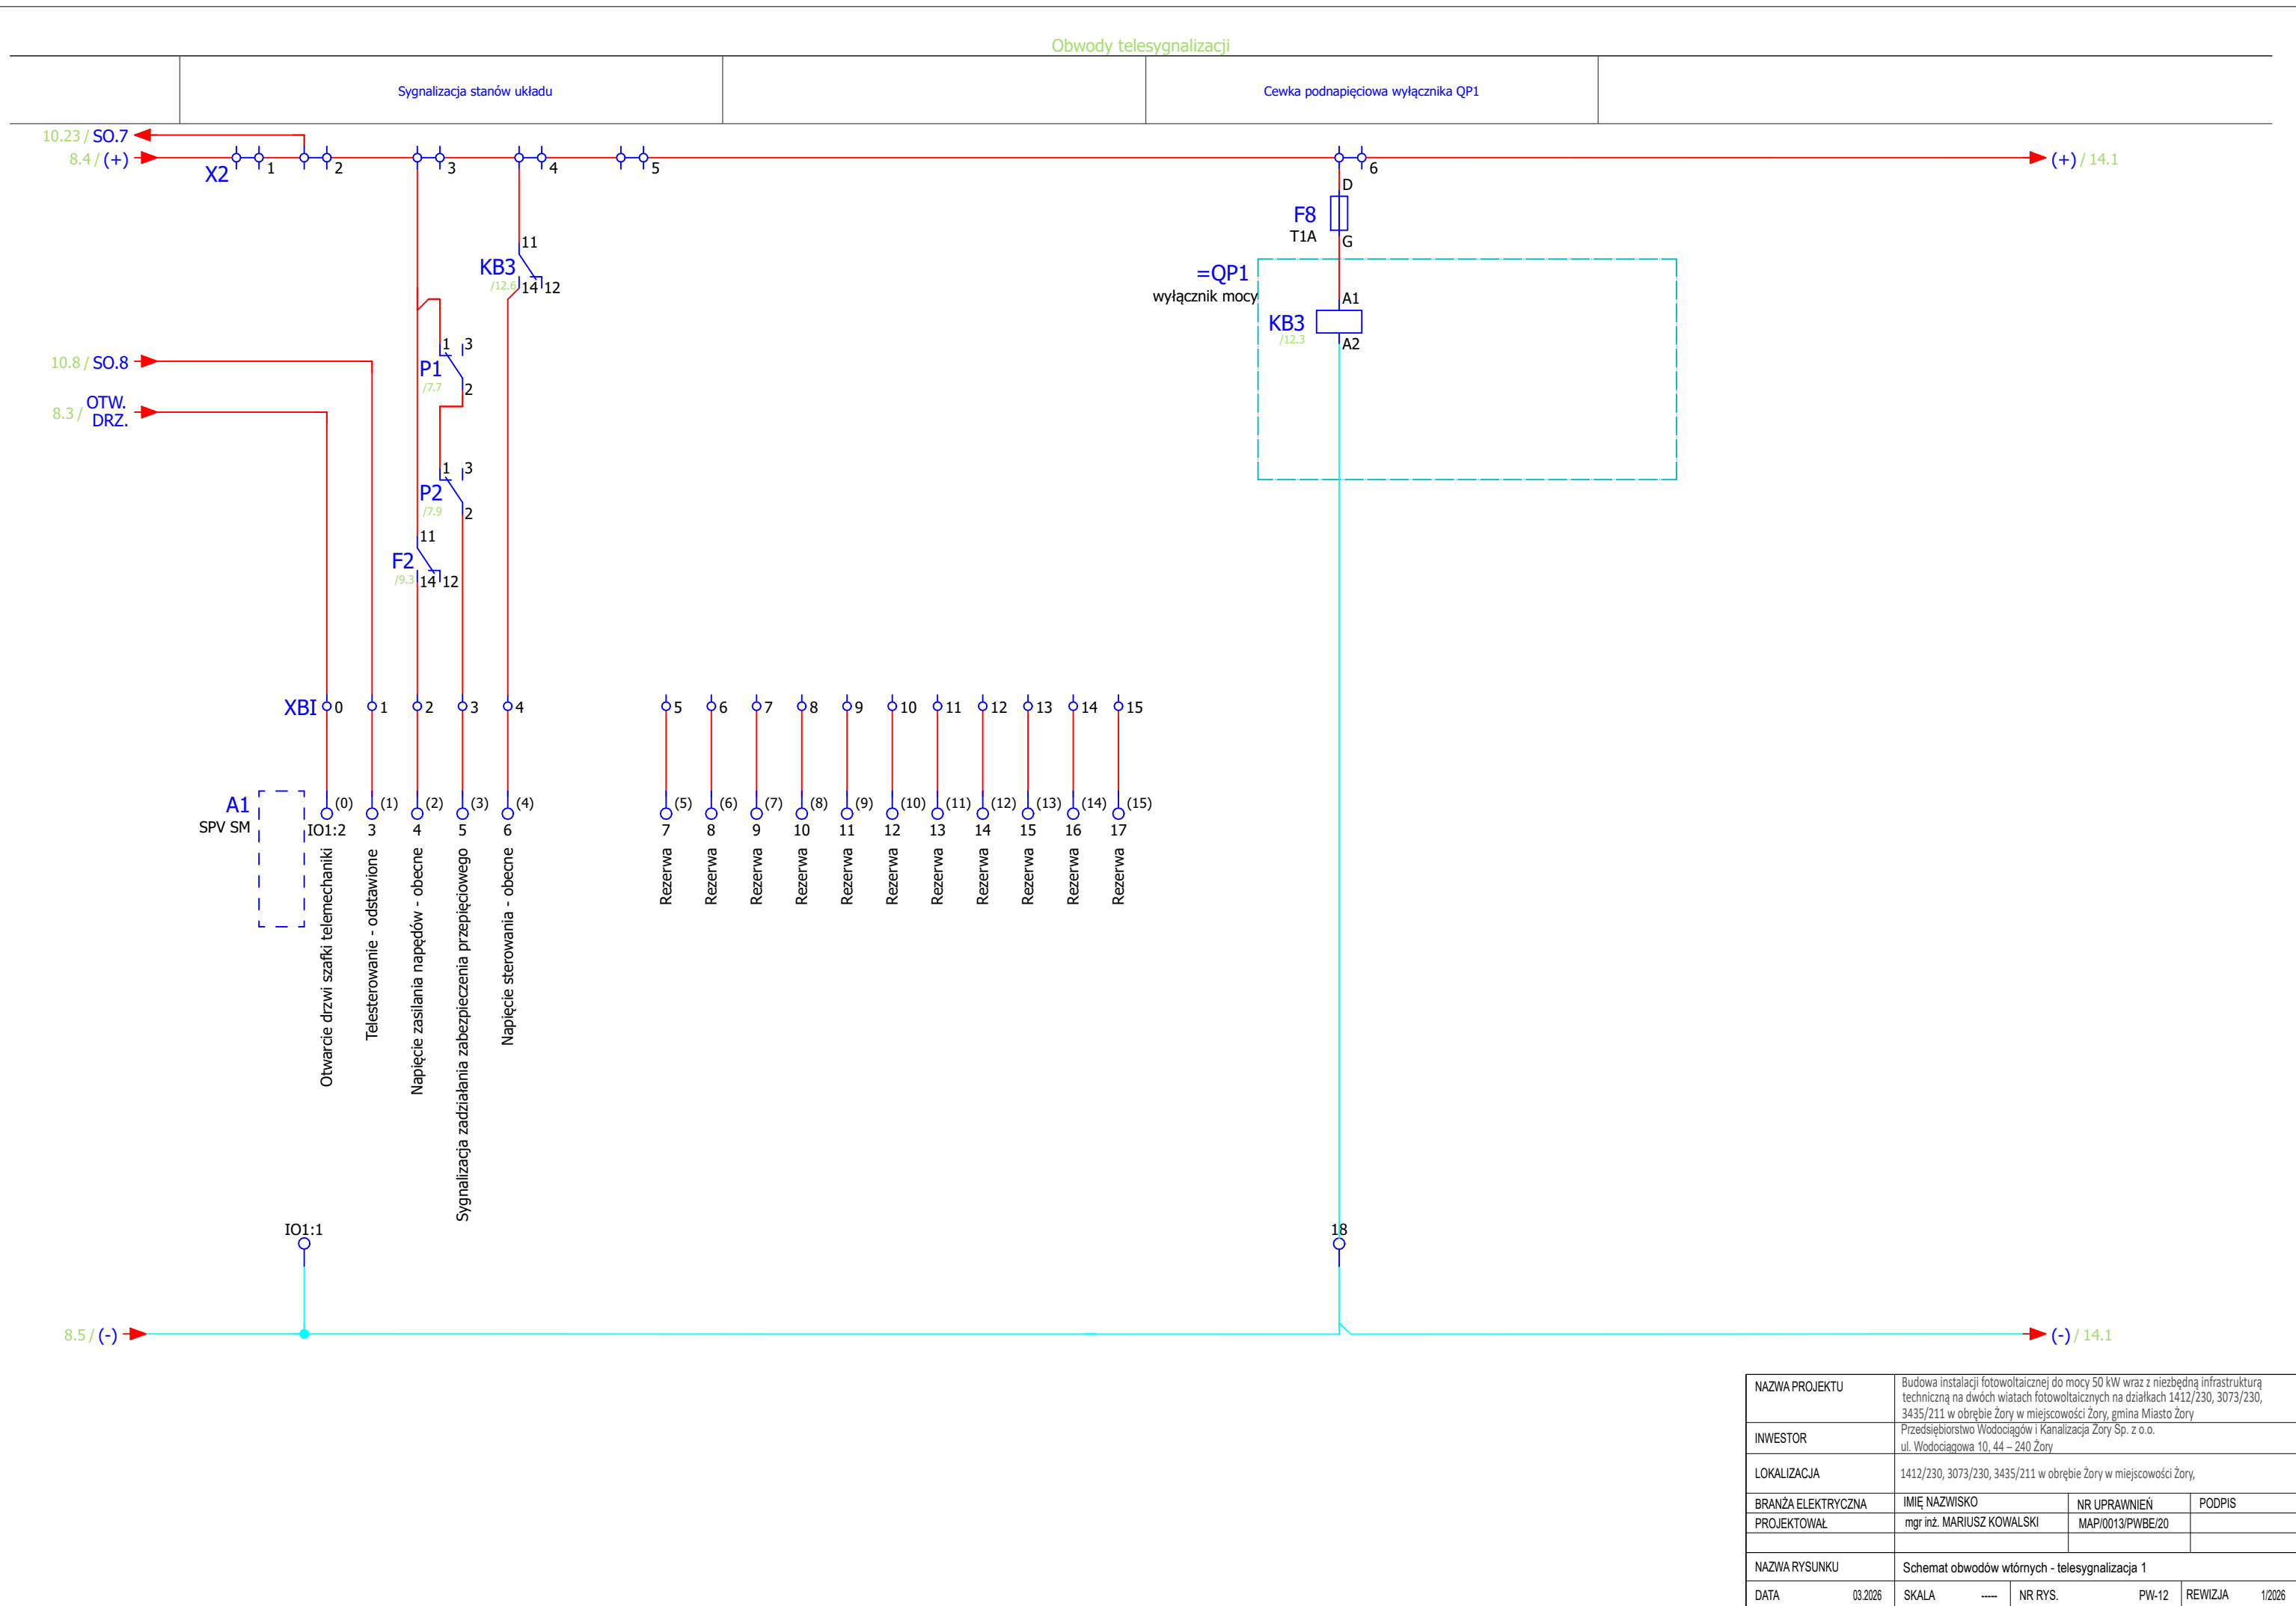 Obwody telesygnalizacji
Sygnalizacja stanów układu
Cewka podnapięciowa wyłącznika QP1
10.23 / SO.7
8.4 / (+)
X2
1
2
3
4
5
6
(+) / 14.1
D
F8
T1A
G
11
KB3
/12.6
14
12
=QP1
wyłącznik mocy
A1
KB3
/12.3
A2
1
3
P1
/7.7
2
10.8 / SO.8
8.3 / OTW.
DRZ.
1
3
P2
/7.9
2
11
F2
/9.3
14
12
XBI
0
1
2
3
4
5
6
7
8
9
10
11
12
13
14
15
A1
SPV SM
(0)
(1)
(2)
(3)
(4)
(5)
(6)
(7)
(8)
(9)
(10)
(11)
(12)
(13)
(14)
(15)
IO1:2
3
4
5
6
7
8
9
10
11
12
13
14
15
16
17
Otwarcie drzwi szafki telemechaniki
Telesterowanie - odstawione
Napięcie zasilania napędów - obecne
Sygnalizacja zadziałania zabezpieczenia przepięciowego
Napięcie sterowania - obecne
Rezerwa
Rezerwa
Rezerwa
Rezerwa
Rezerwa
Rezerwa
Rezerwa
Rezerwa
Rezerwa
Rezerwa
Rezerwa
IO1:1
18
8.5 / (-)
(-) / 14.1
NAZWA PROJEKTU
Budowa instalacji fotowoltaicznej do mocy 50 kW wraz z niezbędną infrastrukturą
techniczną na dwóch wiatach fotowoltaicznych na działkach 1412/230, 3073/230,
3435/211 w obrębie Żory w miejscowości Żory, gmina Miasto Żory
INWESTOR
Przedsiębiorstwo Wodociągów i Kanalizacja Żory Sp. z o.o.
ul. Wodociągowa 10, 44 – 240 Żory
LOKALIZACJA
1412/230, 3073/230, 3435/211 w obrębie Żory w miejscowości Żory,
BRANŻA ELEKTRYCZNA
IMIĘ NAZWISKO
NR UPRAWNIEŃ
PODPIS
PROJEKTOWAŁ
mgr inż. MARIUSZ KOWALSKI
MAP/0013/PWBE/20
NAZWA RYSUNKU
Schemat obwodów wtórnych - telesygnalizacja 1
DATA
03.2026
SKALA
-----
NR RYS.
PW-12
REWIZJA
1/2026